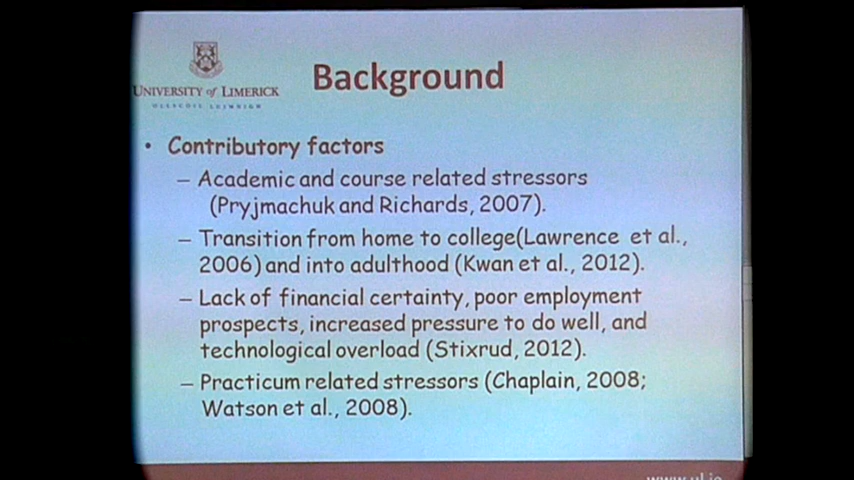 UNIVERSITY of LIMERICK
OLLSCOIL LUIMNIGH
Background
• Contributory factors
– Academic and course related stressors
(Pryjmachuk and Richards, 2007).
– Transition from home to college(Lawrence et al.,
2006) and into adulthood (Kwan et al., 2012).
– Lack of financial certainty, poor employment
prospects, increased pressure to do well, and
technological overload (Stixrud, 2012).
– Practicum related stressors (Chaplain, 2008;
Watson et al., 2008).
www.ul.ie